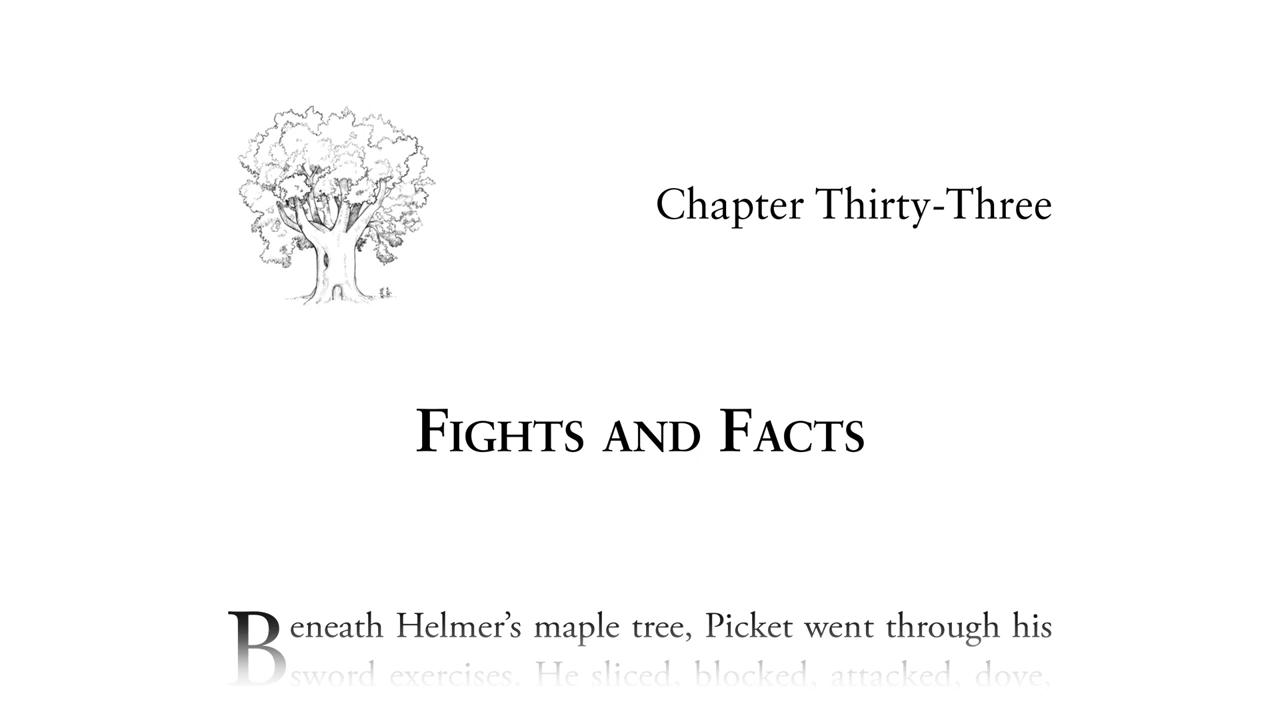 Chapter Thirty-Three
Fights and Facts
Beneath Helmer’s maple tree, Picket went through his
sword exercises. He sliced, blocked, attacked, dove,